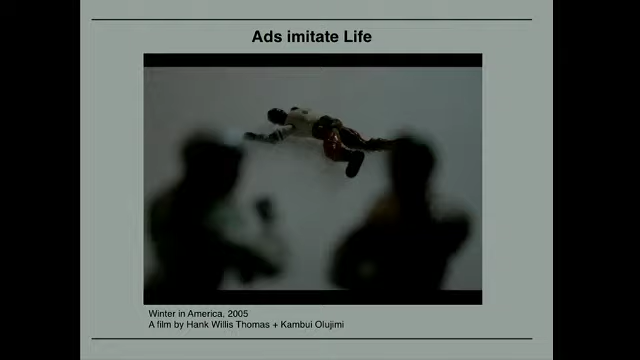 Ads imitate Life
Winter in America, 2005
A film by Hank Willis Thomas + Kambui Olujimi